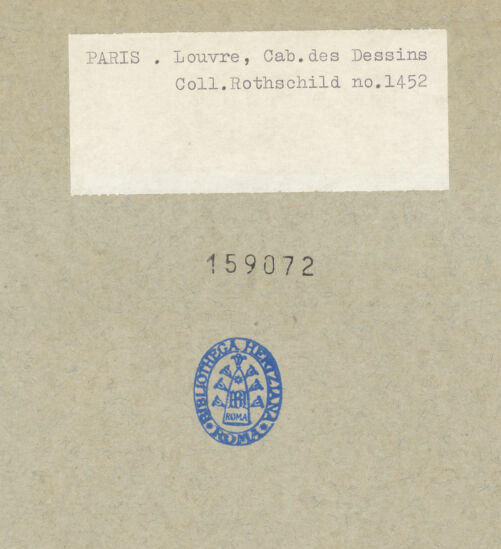 PARIS . Louvre, Cab.des Dessins
Coll.Rothschild no.1452
159072
BIBLIOTHECA HERTZIANA
ROMA
ROMA